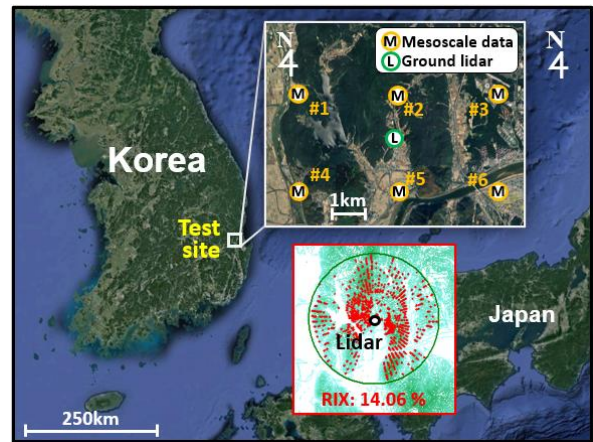 N
M Mesoscale data
L Ground lidar
N
M
#1
M
#2
M
#3
L
M
#4
M
#5
M
#6
1km
Korea
Test
site
Japan
Lidar
RIX: 14.06 %
250km